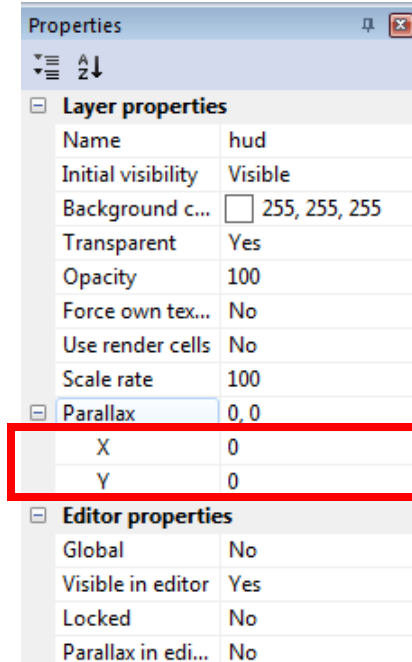 Properties
A Z
Layer properties
Name hud
Initial visibility Visible
Background c... 255, 255, 255
Transparent Yes
Opacity 100
Force own tex... No
Use render cells No
Scale rate 100
Parallax 0, 0
X 0
Y 0
Editor properties
Global No
Visible in editor Yes
Locked No
Parallax in edi... No